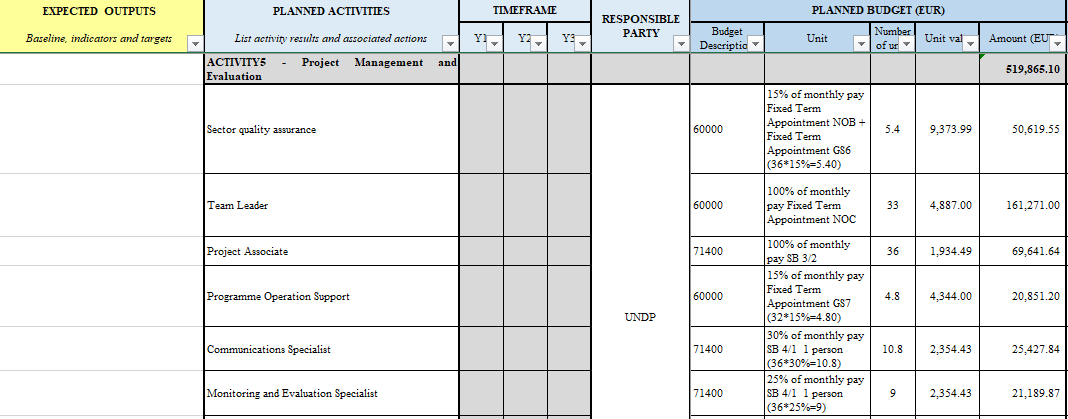 EXPECTED OUTPUTS
Baseline, indicators and targets
PLANNED ACTIVITIES
List activity results and associated actions
TIMEFRAME
Y1 Y2 Y3
RESPONSIBLE
PARTY
PLANNED BUDGET (EUR)
Budget
Descriptio
Unit
Number
of ur
Unit val
Amount (EU
ACTIVITY5 - Project Management and
Evaluation
519,865.10
Sector quality assurance
60000
15% of monthly pay
Fixed Term
Appointment NOB +
Fixed Term
Appointment GS6
(36*15%=5.40)
5.4
9,373.99
50,619.55
Team Leader
60000
100% of monthly
pay Fixed Term
Appointment NOC
33
4,887.00
161,271.00
Project Associate
71400
100% of monthly
pay SB 3/2
36
1,934.49
69,641.64
Programme Operation Support
60000
15% of monthly pay
Fixed Term
Appointment GS7
(32*15%=4.80)
4.8
4,344.00
20,851.20
UNDP
Communications Specialist
71400
30% of monthly pay
SB 4/1 1 person
(36*30%=10.8)
10.8
2,354.43
25,427.84
Monitoring and Evaluation Specialist
71400
25% of monthly pay
SB 4/1 1 person
(36*25%=9)
9
2,354.43
21,189.87